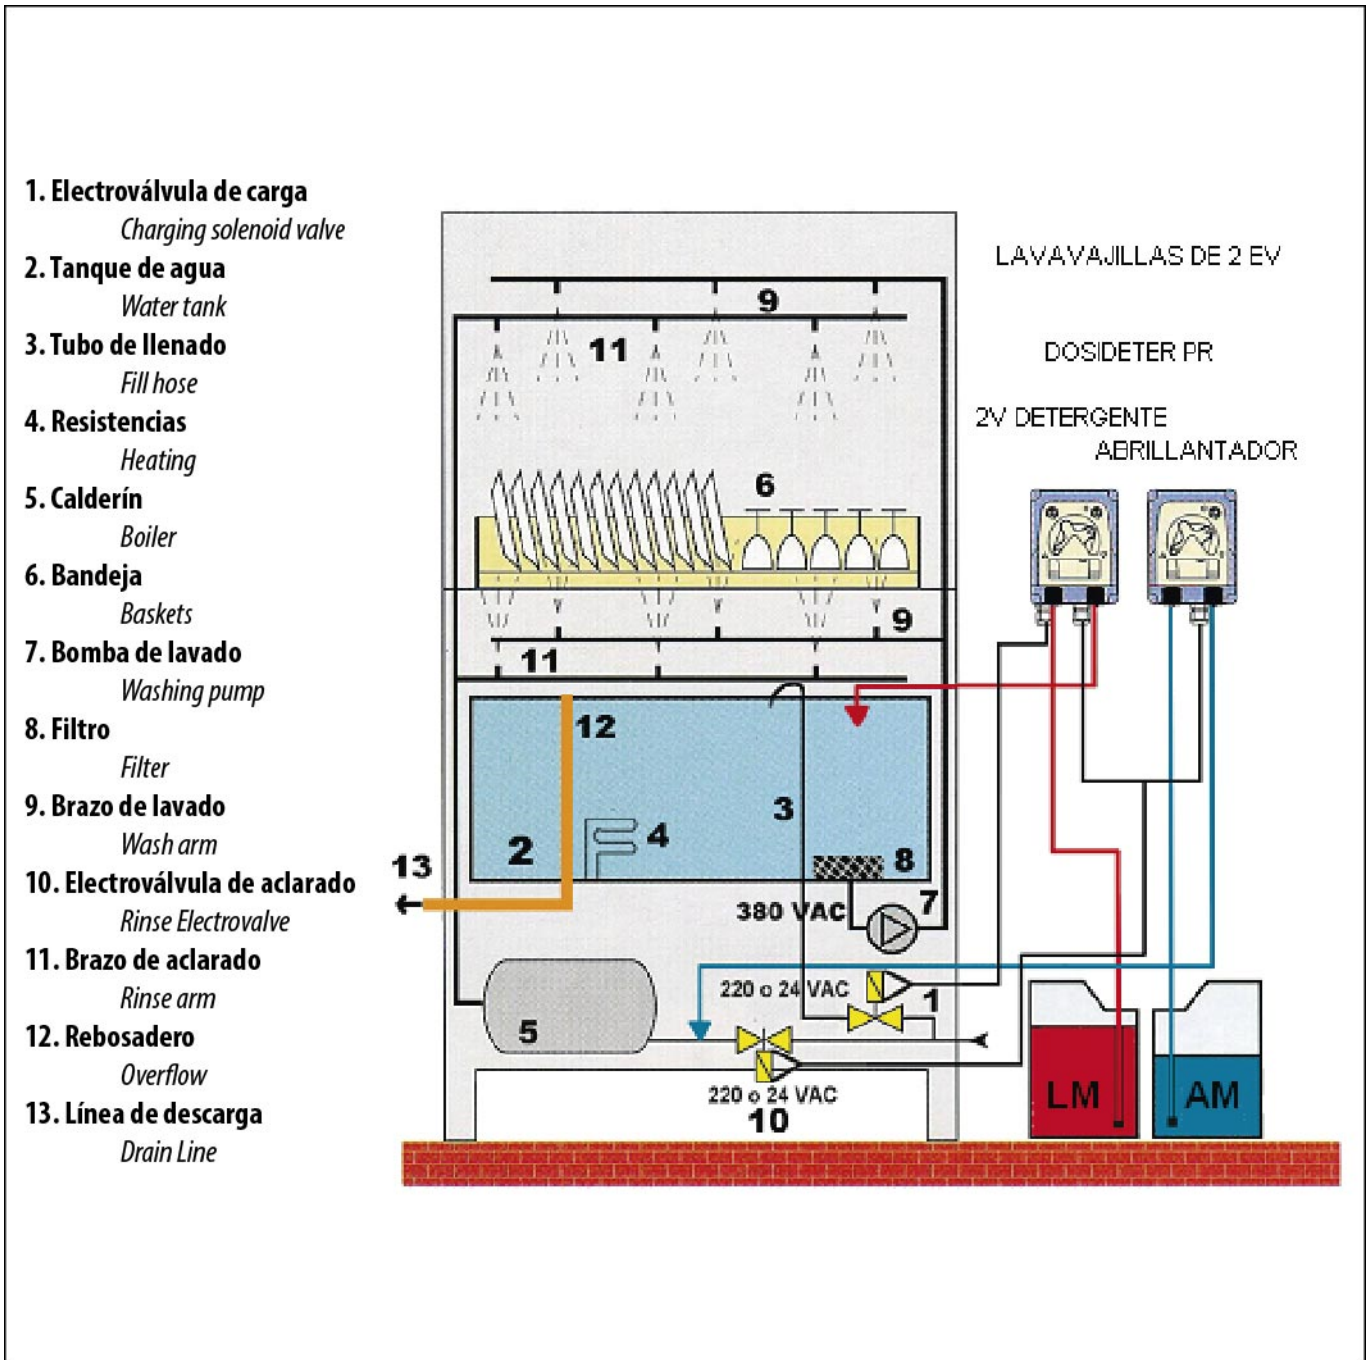 1. Electroválvula de carga
Charging solenoid valve
2. Tanque de agua
Water tank
3. Tubo de llenado
Fill hose
4. Resistencias
Heating
5. Calderín
Boiler
6. Bandeja
Baskets
7. Bomba de lavado
Washing pump
8. Filtro
Filter
9. Brazo de lavado
Wash arm
10. Electroválvula de aclarado
Rinse Electrovalve
11. Brazo de aclarado
Rinse arm
12. Rebosadero
Overflow
13. Línea de descarga
Drain Line
9
11
6
9
11
12
3
4
2
8
13
7
380 VAC
220 o 24 VAC
1
5
220 o 24 VAC
10
LAVAVAJILLAS DE 2 EV
DOSIDETER PR
2V DETERGENTE
ABRILLANTADOR
LM
AM